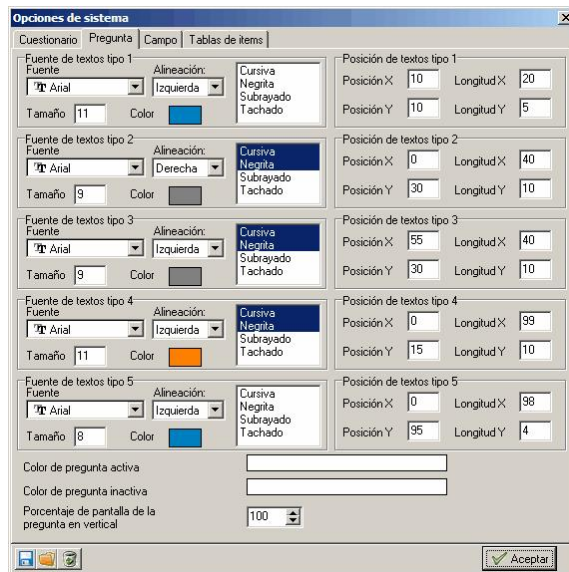 Opciones de sistema
Cuestionario Pregunta Campo Tablas de items
Fuente de textos tipo 1
Fuente Alineación:
Arial Izquierda
Tamaño 11 Color
Cursiva
Negrita
Subrayado
Tachado
Posición de textos tipo 1
Posición X 10 Longitud X 20
Posición Y 10 Longitud Y 5
Fuente de textos tipo 2
Fuente Alineación:
Arial Derecha
Tamaño 9 Color
Cursiva
Negrita
Subrayado
Tachado
Posición de textos tipo 2
Posición X 0 Longitud X 40
Posición Y 30 Longitud Y 10
Fuente de textos tipo 3
Fuente Alineación:
Arial Izquierda
Tamaño 9 Color
Cursiva
Negrita
Subrayado
Tachado
Posición de textos tipo 3
Posición X 55 Longitud X 40
Posición Y 30 Longitud Y 10
Fuente de textos tipo 4
Fuente Alineación:
Arial Izquierda
Tamaño 11 Color
Cursiva
Negrita
Subrayado
Tachado
Posición de textos tipo 4
Posición X 0 Longitud X 99
Posición Y 15 Longitud Y 10
Fuente de textos tipo 5
Fuente Alineación:
Arial Izquierda
Tamaño 8 Color
Cursiva
Negrita
Subrayado
Tachado
Posición de textos tipo 5
Posición X 0 Longitud X 98
Posición Y 95 Longitud Y 4
Color de pregunta activa
Color de pregunta inactiva
Porcentaje de pantalla de la
pregunta en vertical
100
Aceptar